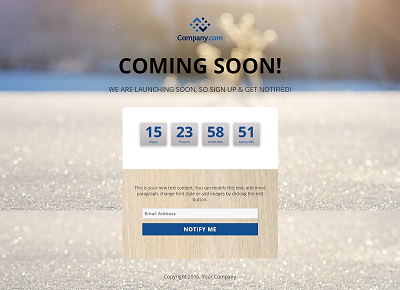 Company.com
COMING SOON!
WE ARE LAUNCHING SOON, SO SIGN UP & GET NOTIFIED!
15 23 58 51
days hours minutes seconds
This is your new text content. You can modify this text, add more
paragraph, change font style or add images by clicking the edit
button.
Email Address
NOTIFY ME
Copyright 2016, Your Company